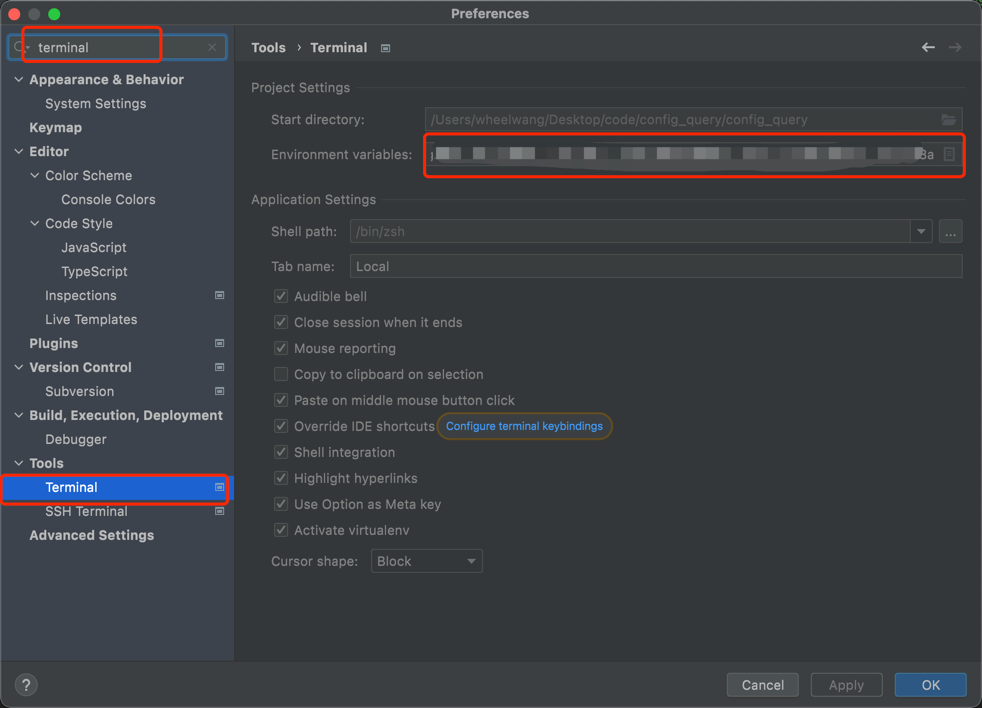 Preferences
terminal
Appearance & Behavior
System Settings
Keymap
Editor
Color Scheme
Console Colors
Code Style
JavaScript
TypeScript
Inspections
Live Templates
Plugins
Version Control
Subversion
Build, Execution, Deployment
Debugger
Tools
Terminal
SSH Terminal
Advanced Settings
Tools › Terminal
Project Settings
Start directory: /Users/wheelwang/Desktop/code/config_query/config_query
Environment variables:
Application Settings
Shell path: /bin/zsh
...
Tab name: Local
Audible bell
Close session when it ends
Mouse reporting
Copy to clipboard on selection
Paste on middle mouse button click
Override IDE shortcuts Configure terminal keybindings
Shell integration
Highlight hyperlinks
Use Option as Meta key
Activate virtualenv
Cursor shape: Block
?
Cancel
Apply
OK